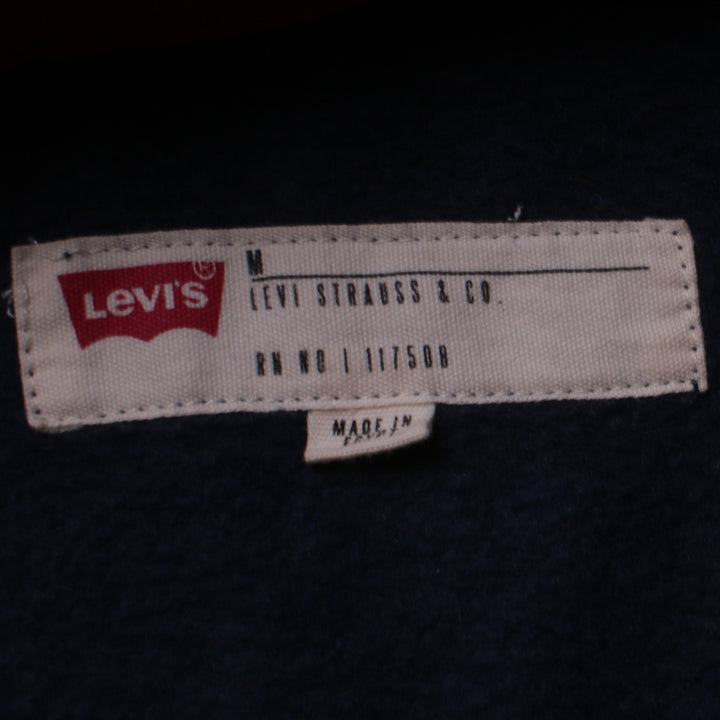 LEVI'S®
M
LEVI STRAUSS & CO.
RN NO | 117508
MADE IN